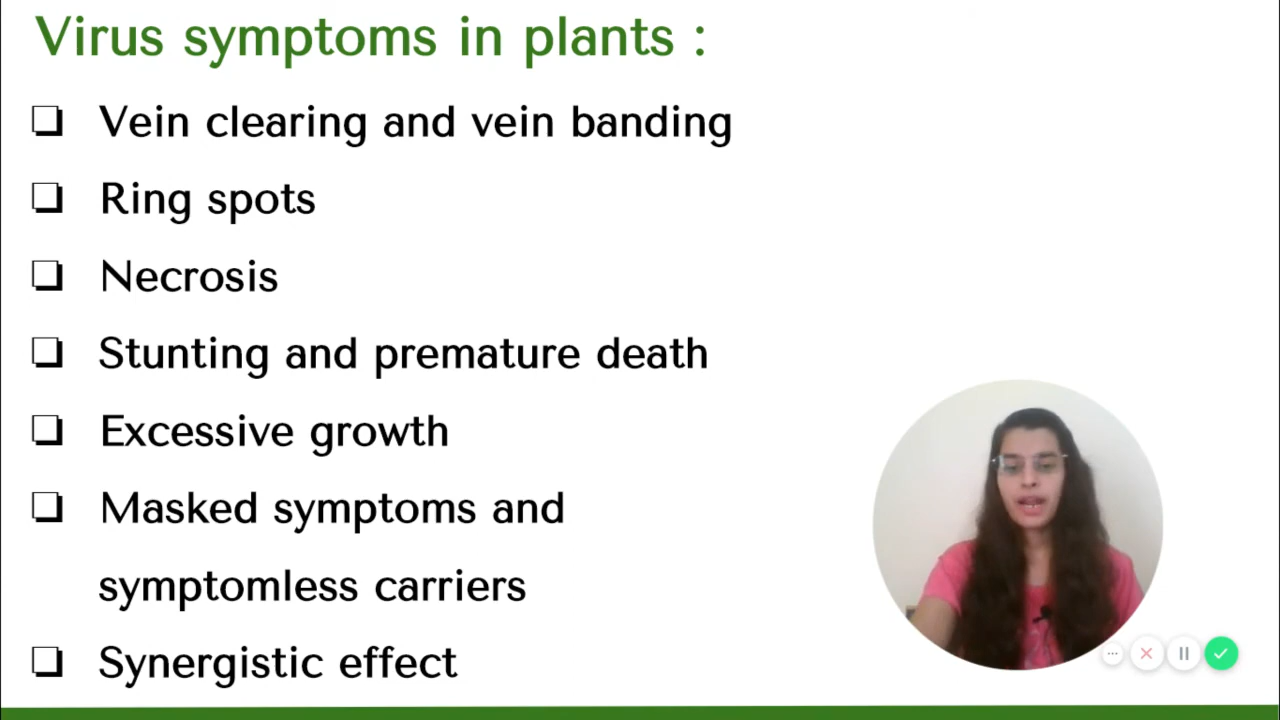 Virus symptoms in plants :
❑ Vein clearing and vein banding
❑ Ring spots
❑ Necrosis
❑ Stunting and premature death
❑ Excessive growth
❑ Masked symptoms and
symptomless carriers
❑ Synergistic effect